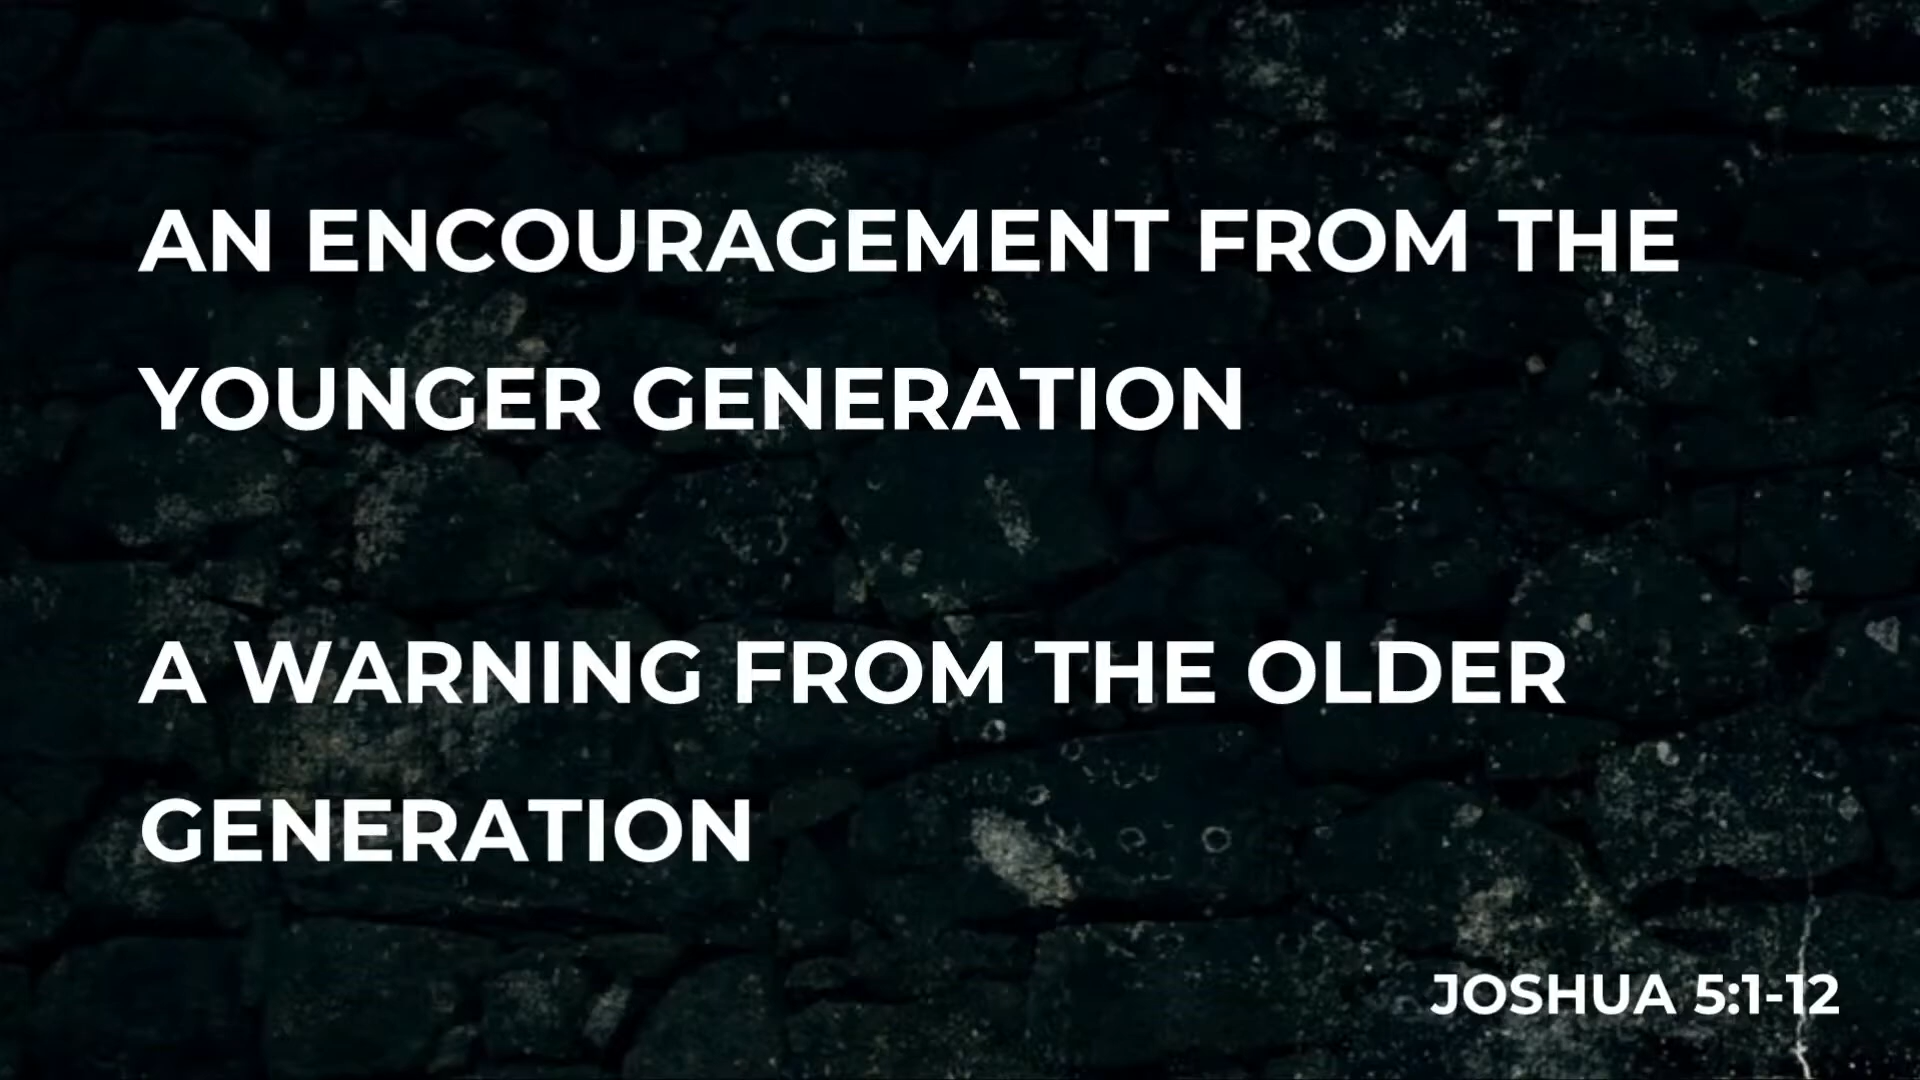 AN ENCOURAGEMENT FROM THE
YOUNGER GENERATION
A WARNING FROM THE OLDER
GENERATION
JOSHUA 5:1-12